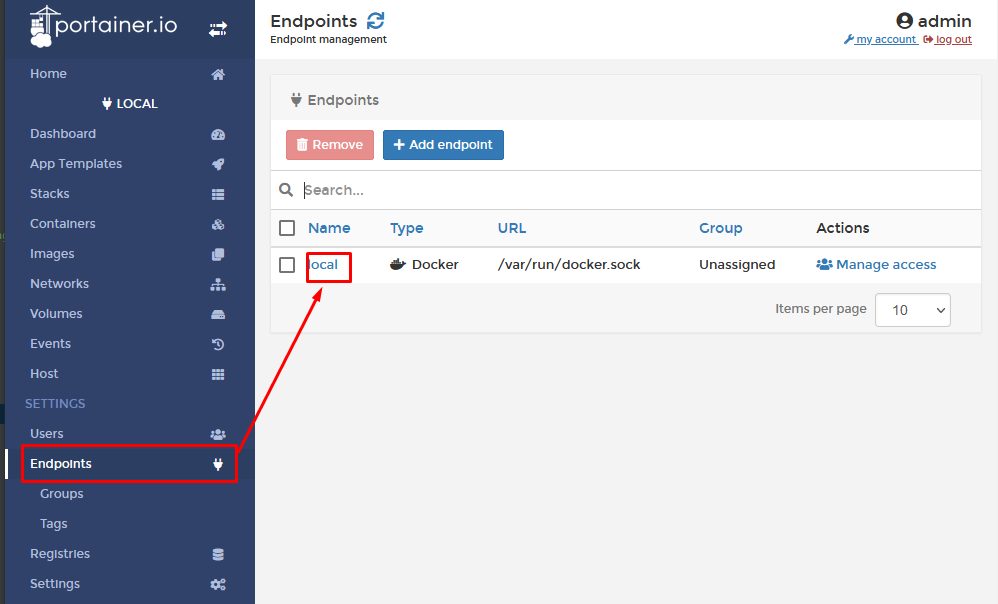 portainer.io
Home
LOCAL
Dashboard
App Templates
Stacks
Containers
Images
Networks
Volumes
Events
Host
SETTINGS
Users
Endpoints
Groups
Tags
Registries
Settings
Endpoints
Endpoint management
admin
my account log out
Endpoints
Remove Add endpoint
Search...
Name Type URL Group Actions
local Docker /var/run/docker.sock Unassigned Manage access
Items per page 10